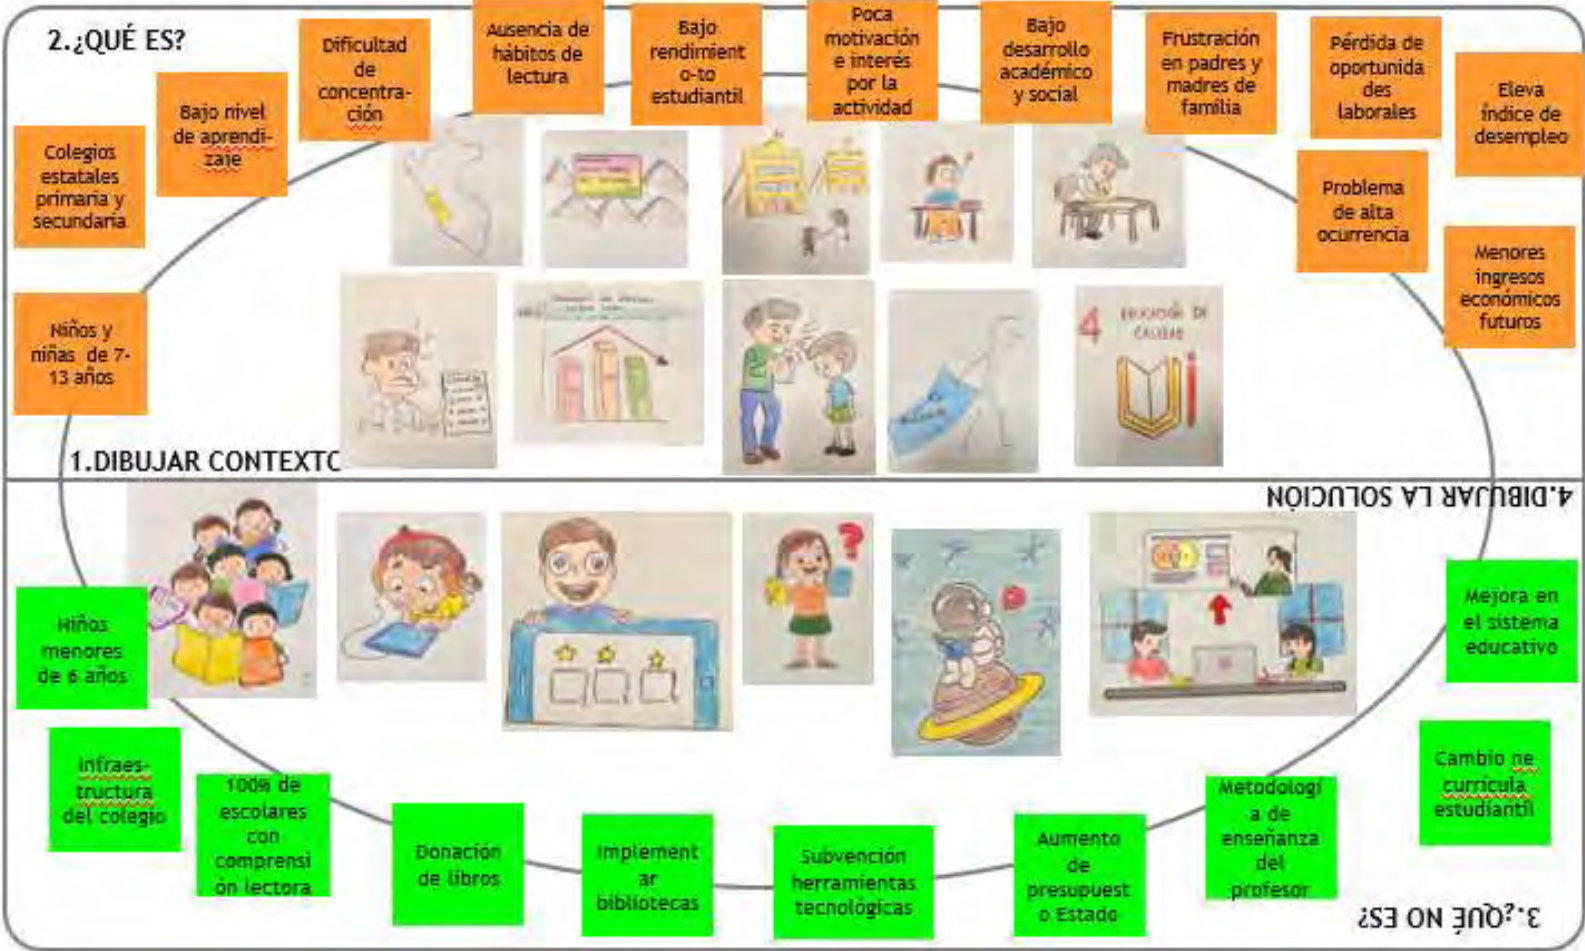 2.¿QUÉ ES?
Colegios
estatales
primaria y
secundaria
Bajo nivel
de aprendi-
zaje
Dificultad
de
concentra-
ción
Ausencia de
hábitos de
lectura
Bajo
rendimient
o-to
estudiantil
Poca
motivación
e interés
por la
actividad
Bajo
desarrollo
académico
y social
Frustración
en padres y
madres de
família
Pérdida de
oportunida
des
laborales
Eleva
índice de
desempleo
Problema
de alta
ocurrencia
Menores
ingresos
económicos
futuros
Niños y
niñas de 7-
13 años
4 EDUCACIÓN DE
CALIDAD
1.DIBUJAR CONTEXTO
4.DIBUJAR LA SOLUCIÓN
?
Niños
menores
de 6 años
Mejora en
el sistema
educativo
Infraes-
tructura
del colegio
100% de
escolares
con
comprensi
ón lectora
Donación
de libros
Implement
ar
bibliotecas
Subvención
herramientas
tecnológicas
Aumento
de
presupuest
o Estado
Metodologí
a de
enseñanza
del
profesor
Cambio ne
currícula
estudiantil
3.¿QUÉ NO ES?